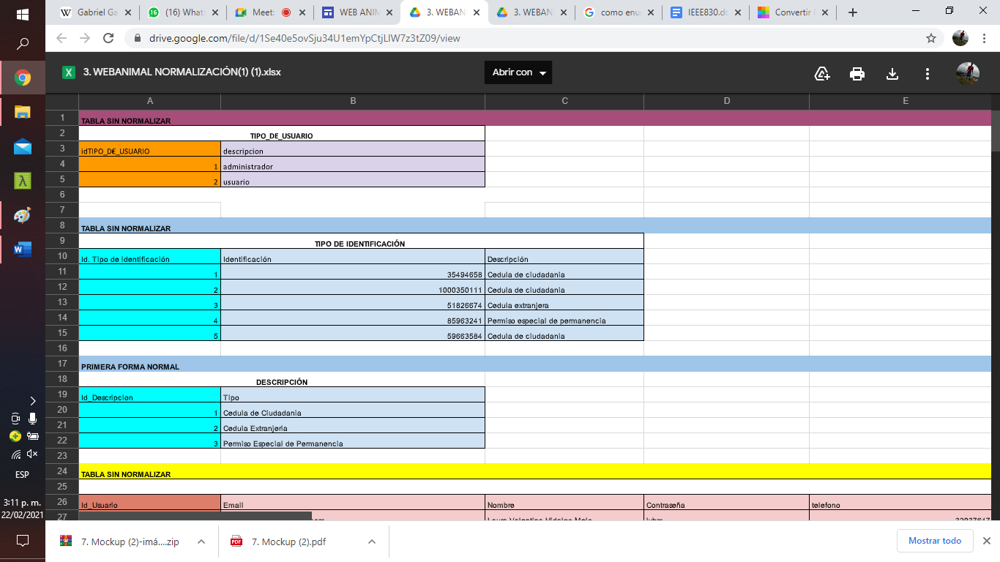 Gabriel Ga
(16) Whats
Meet:
WEB ANIM
3. WEBAN
3. WEBAN
como enu
IEEE830.do
Convertir
drive.google.com/file/d/1Se40e5ovSju34U1emYpCtjLIW7z3tZ09/view
3. WEBANIMAL NORMALIZACIÓN(1) (1).xlsx
Abrir con
A B C D E
1 TABLA SIN NORMALIZAR
2 TIPO_DE_USUARIO
3 idTIPO_DE_USUARIO descripcion
4 1 administrador
5 2 usuario
6
7
8 TABLA SIN NORMALIZAR
9 TIPO DE IDENTIFICACIÓN
10 Id. Tipo de identificación Identificación Descripción
11 1 35494658 Cedula de ciudadania
12 2 1000350111 Cedula de ciudadania
13 3 51826674 Cedula extranjera
14 4 85963241 Permiso especial de permanencia
15 5 59663584 Cedula de ciudadania
16
17 PRIMERA FORMA NORMAL
18 DESCRIPCIÓN
19 Id_Descripcion Tipo
20 1 Cedula de Ciudadania
21 2 Cedula Extranjeria
22 3 Permiso Especial de Permanencia
23
24 TABLA SIN NORMALIZAR
25
26 Id_Usuario Email Nombre Contraseña telefono
27
ESP
3:11 p. m.
22/02/2021
7. Mockup (2)-imá....zip
7. Mockup (2).pdf
Mostrar todo